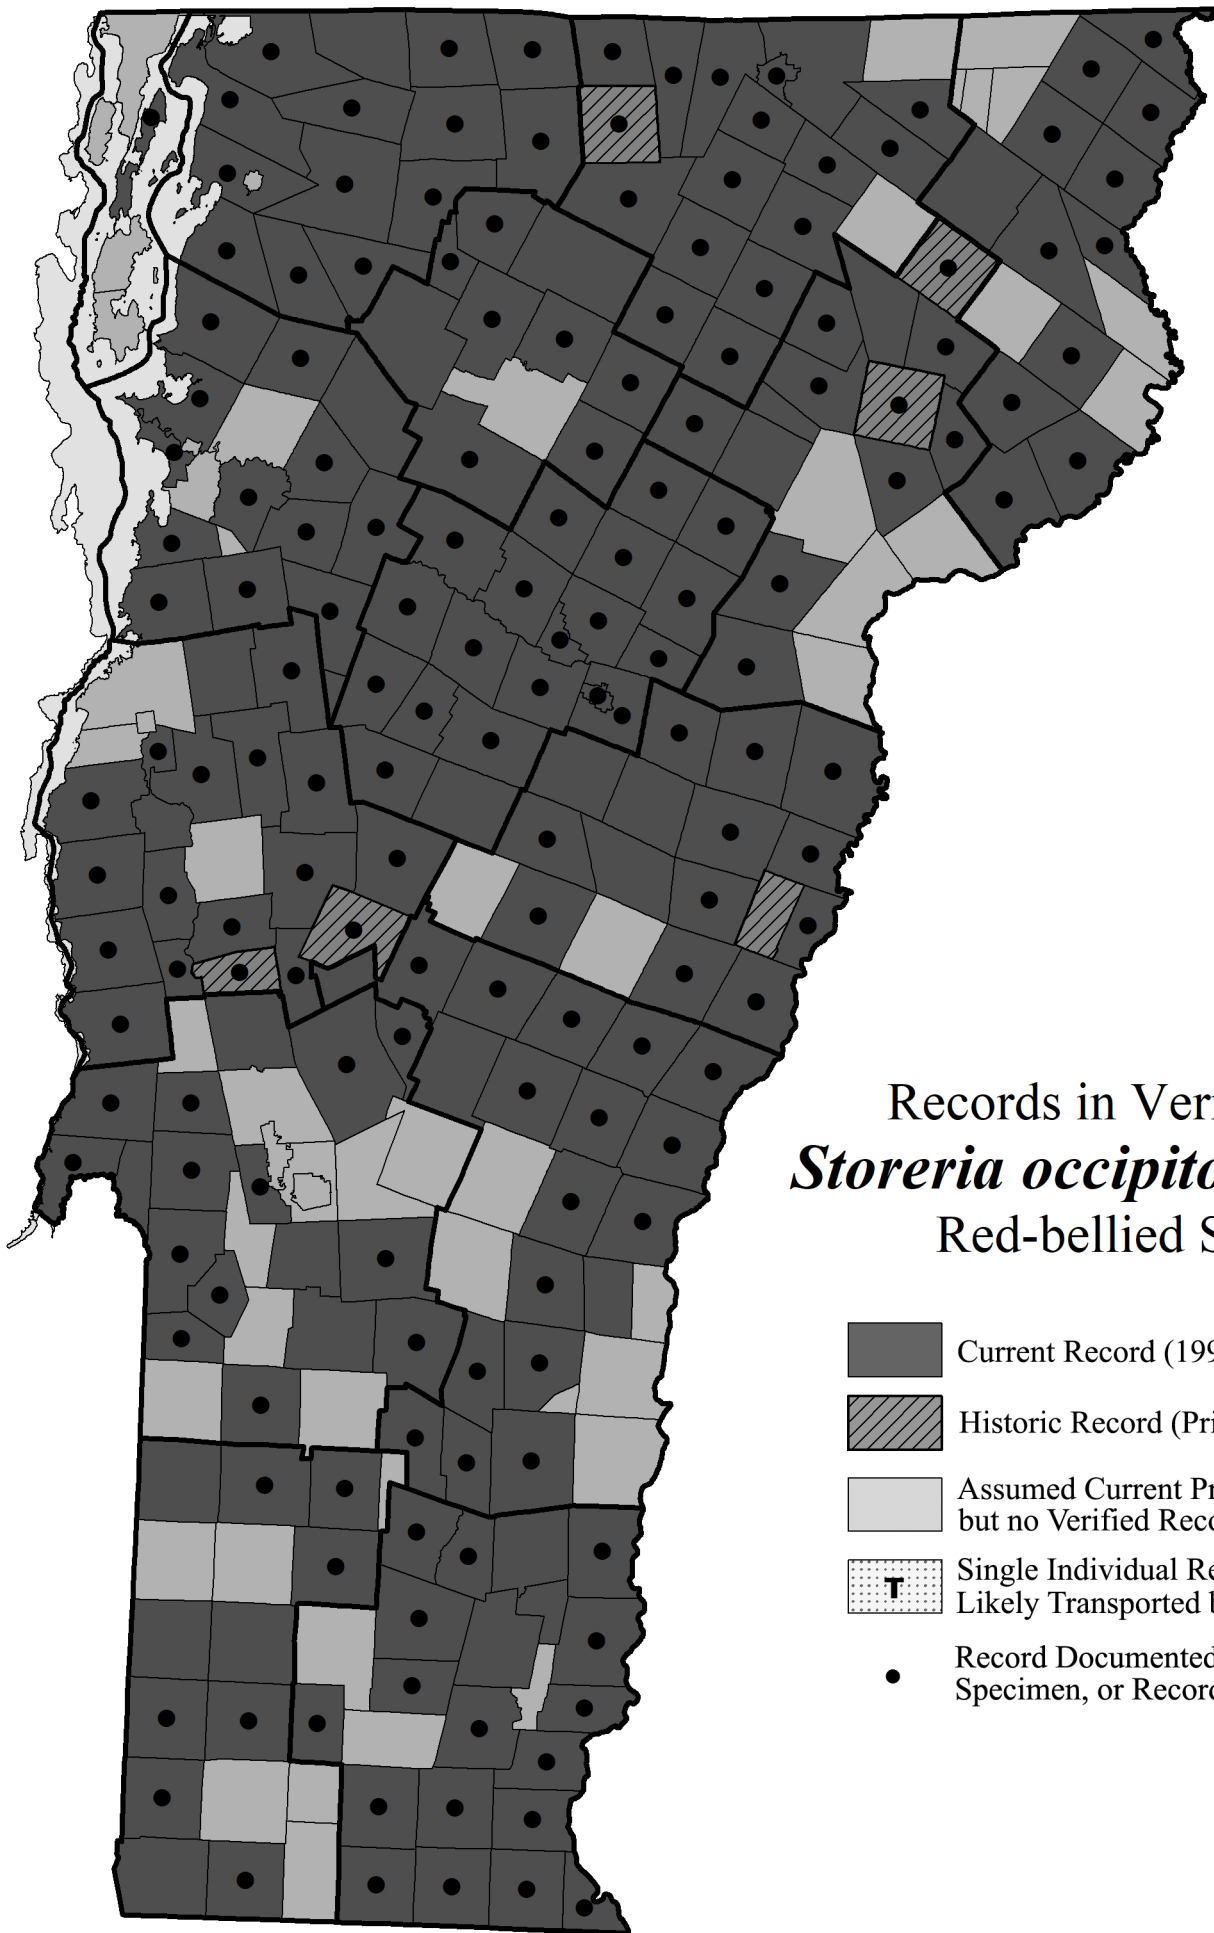 Records in Ver
Storeria occipito
Red-bellied S
Current Record (199
Historic Record (Pri
Assumed Current Pr
but no Verified Reco
Single Individual Re
T
Likely Transported b
Record Documented
Specimen, or Record